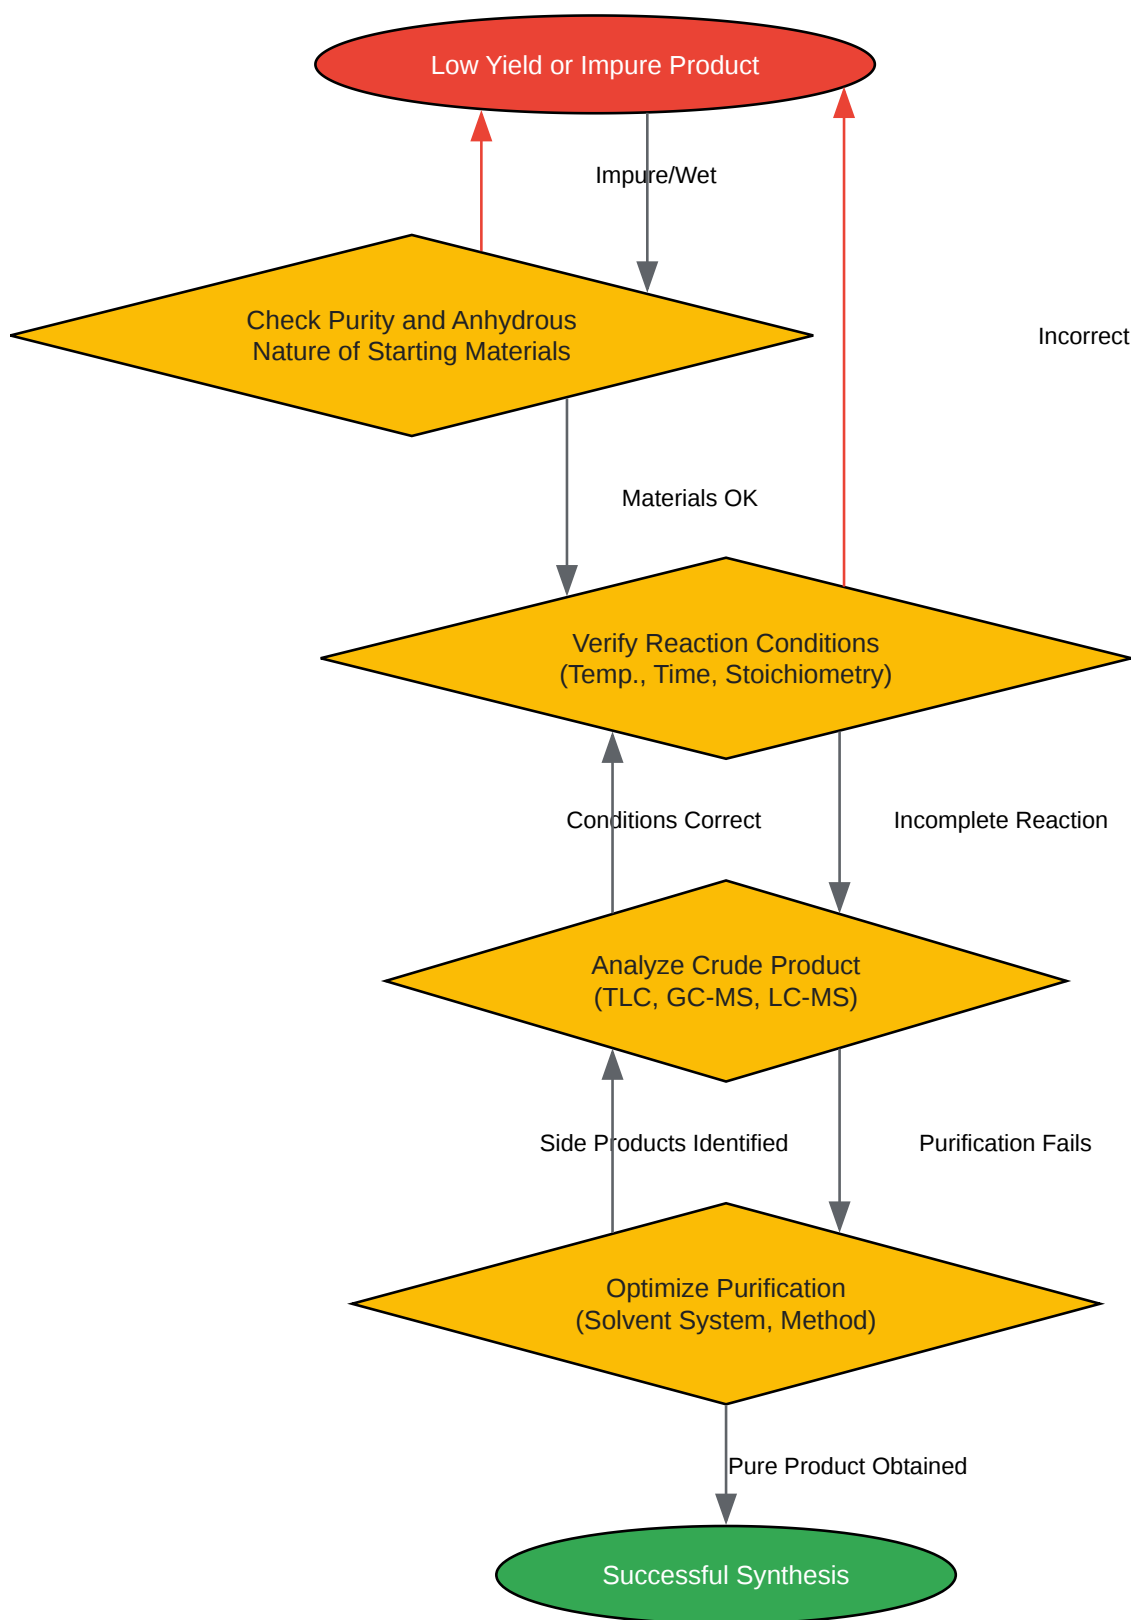 Low Yield or Impure Product
Impure/Wet
Check Purity and Anhydrous
Nature of Starting Materials
Incorrect
Materials OK
Verify Reaction Conditions
(Temp., Time, Stoichiometry)
Conditions Correct
Incomplete Reaction
Analyze Crude Product
(TLC, GC-MS, LC-MS)
Side Products Identified
Purification Fails
Optimize Purification
(Solvent System, Method)
Pure Product Obtained
Successful Synthesis